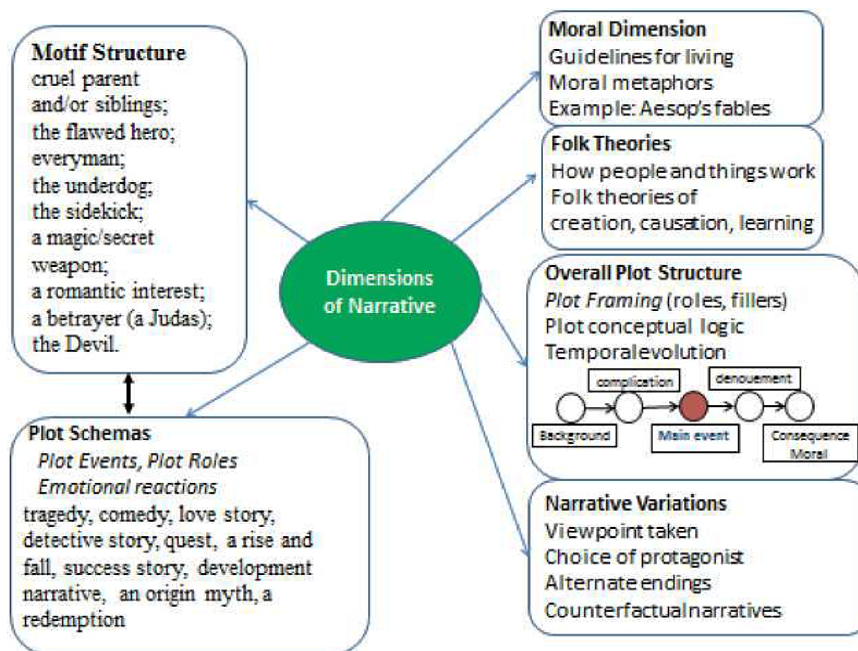 Motif Structure
cruel parent
and/or siblings;
the flawed hero;
everyman;
the underdog;
the sidekick;
a magic/secret
weapon;
a romantic interest;
a betrayer (a Judas);
the Devil.
Plot Schemas
Plot Events, Plot Roles
Emotional reactions
tragedy, comedy, love story,
detective story, quest, a rise and
fall, success story, development
narrative, an origin myth, a
redemption
Dimensions
of Narrative
Moral Dimension
Guidelines for living
Moral metaphors
Example: Aesop's fables
Folk Theories
How people and things work
Folk theories of
creation, causation, learning
Overall Plot Structure
Plot Framing (roles, fillers)
Plot conceptual logic
Temporal evolution
complication
denouement
Background
Main event
Consequence
Moral
Narrative Variations
Viewpoint taken
Choice of protagonist
Alternate endings
Counterfactual narratives